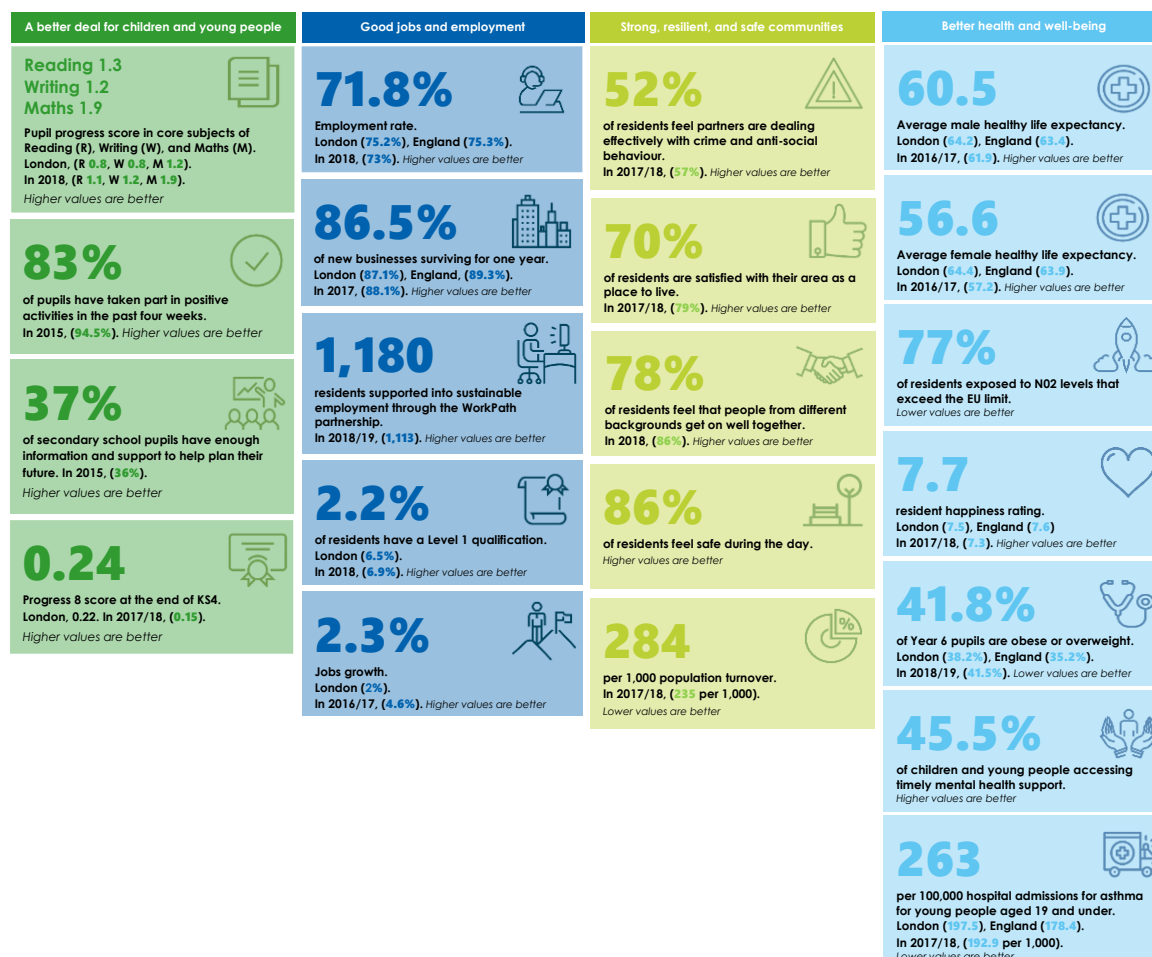 A better deal for children and young people
Reading 1.3
Writing 1.2
Maths 1.9
Pupil progress score in core subjects of
Reading (R), Writing (W), and Maths (M).
London, (R 0.8, W 0.8, M 1.2).
In 2018, (R 1.1, W 1.2, M 1.9).
Higher values are better
83%
of pupils have taken part in positive
activities in the past four weeks.
In 2015, (94.5%). Higher values are better
37%
of secondary school pupils have enough
information and support to help plan their
future. In 2015, (36%).
Higher values are better
0.24
Progress 8 score at the end of KS4.
London, 0.22. In 2017/18, (0.15).
Higher values are better
Good jobs and employment
71.8%
Employment rate.
London (75.2%), England (75.3%).
In 2018, (73%). Higher values are better
86.5%
of new businesses surviving for one year.
London (87.1%), England, (89.3%).
In 2017, (88.1%). Higher values are better
1,180
residents supported into sustainable
employment through the WorkPath
partnership.
In 2018/19, (1,113). Higher values are better
2.2%
of residents have a Level 1 qualification.
London (6.5%).
In 2018, (6.9%). Higher values are better
2.3%
Jobs growth.
London (2%).
In 2016/17, (4.6%). Higher values are better
Strong, resilient, and safe communities
52%
of residents feel partners are dealing
effectively with crime and anti-social
behaviour.
In 2017/18, (57%). Higher values are better
70%
of residents are satisfied with their area as a
place to live.
In 2017/18, (79%). Higher values are better
78%
of residents feel that people from different
backgrounds get on well together.
In 2018, (86%). Higher values are better
86%
of residents feel safe during the day.
Higher values are better
284
%
per 1,000 population turnover.
In 2017/18, (235 per 1,000).
Lower values are better
Better health and well-being
60.5
Average male healthy life expectancy.
London (64.2), England (63.4).
In 2016/17, (61.9). Higher values are better
56.6
Average female healthy life expectancy.
London (64.4), England (63.9).
In 2016/17, (57.2). Higher values are better
77%
of residents exposed to N02 levels that
exceed the EU limit.
Lower values are better
7.7
resident happiness rating.
London (7.5), England (7.6)
In 2017/18, (7.3). Higher values are better
41.8%
of Year 6 pupils are obese or overweight.
London (38.2%), England (35.2%).
In 2018/19, (41.5%). Lower values are better
45.5%
of children and young people accessing
timely mental health support.
Higher values are better
263
per 100,000 hospital admissions for asthma
for young people aged 19 and under.
London (197.5), England (178.4).
In 2017/18, (192.9 per 1,000).
Lower values are better